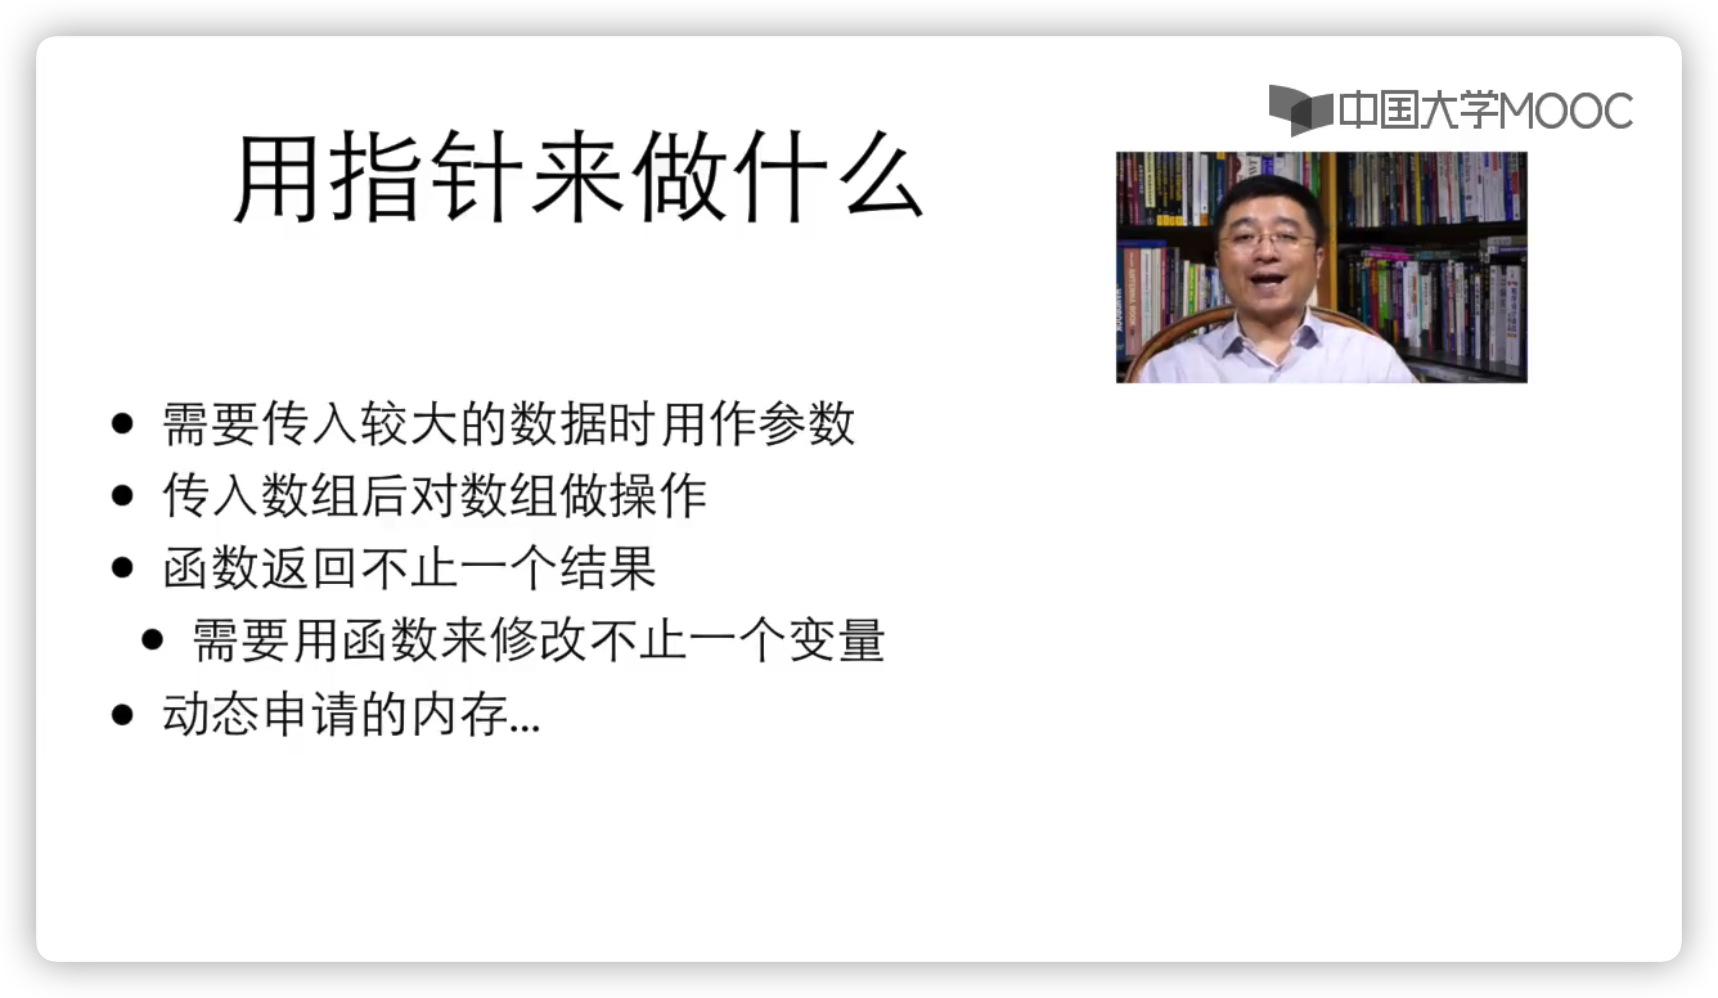 中国大学MOOC
用指针来做什么
需要传入较大的数据时用作参数
传入数组后对数组做操作
函数返回不止一个结果
需要用函数来修改不止一个变量
动态申请的内存...